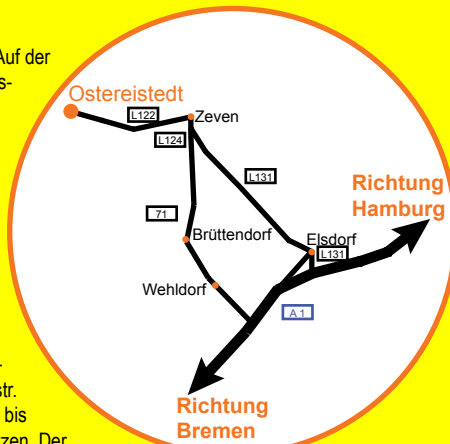 Auf der
s-
Ostereistedt
L122
Zeven
L124
L131
Richtung
Hamburg
71
Brüttendorf
Elsdorf
L131
Wehldorf
A 1
str.
bis
Richtung
Bremen
zen. Der